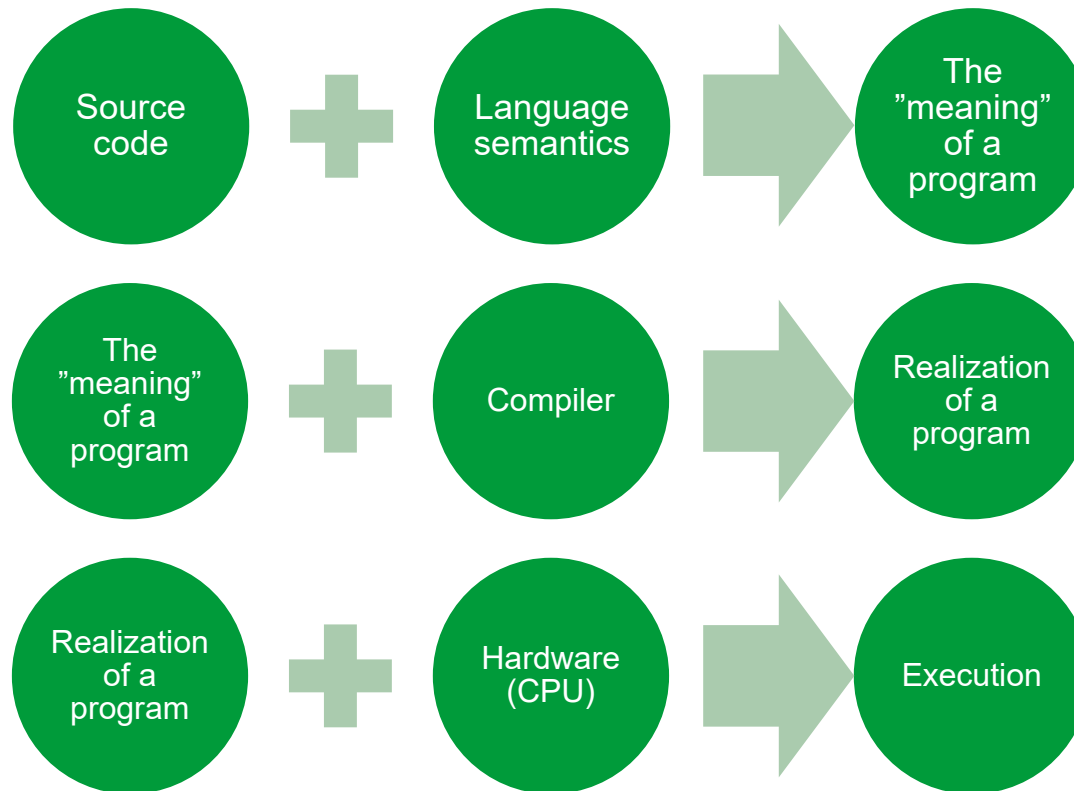 Source
code
Language
semantics
The
”meaning”
of a
program
The
”meaning”
of a
program
Compiler
Realization
of a
program
Realization
of a
program
Hardware
(CPU)
Execution